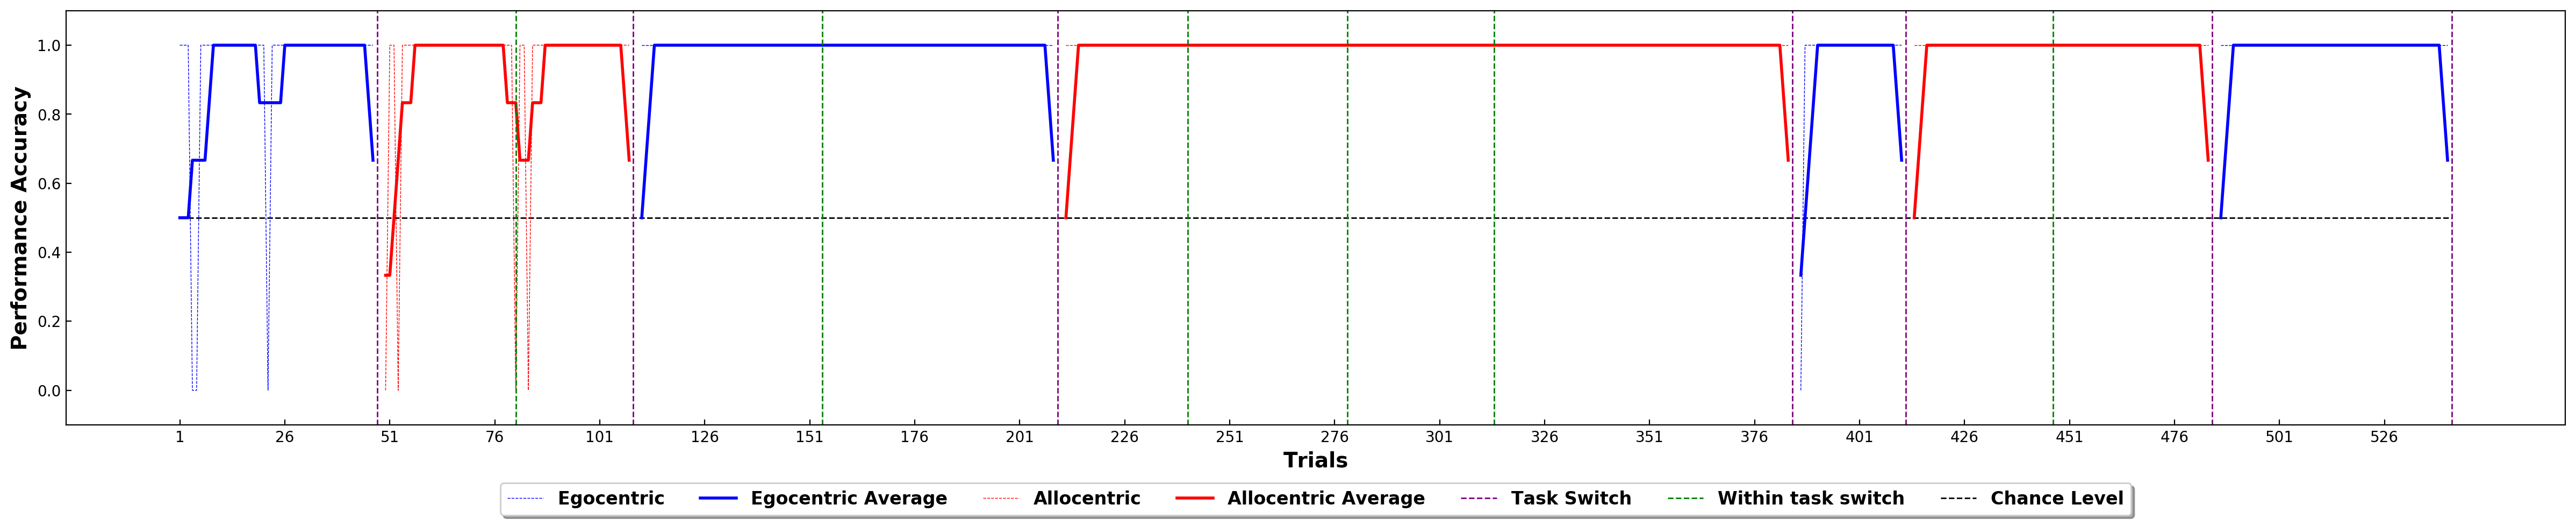 Performance Accuracy
1.0
0.8
0.6
0.4
0.2
0.0
1 26 51 76 101 126 151 176 201 226 251 276 301 326 351 376 401 426 451 476 501 526
Trials
Egocentric Egocentric Average Allocentric Allocentric Average Task Switch Within task switch Chance Level